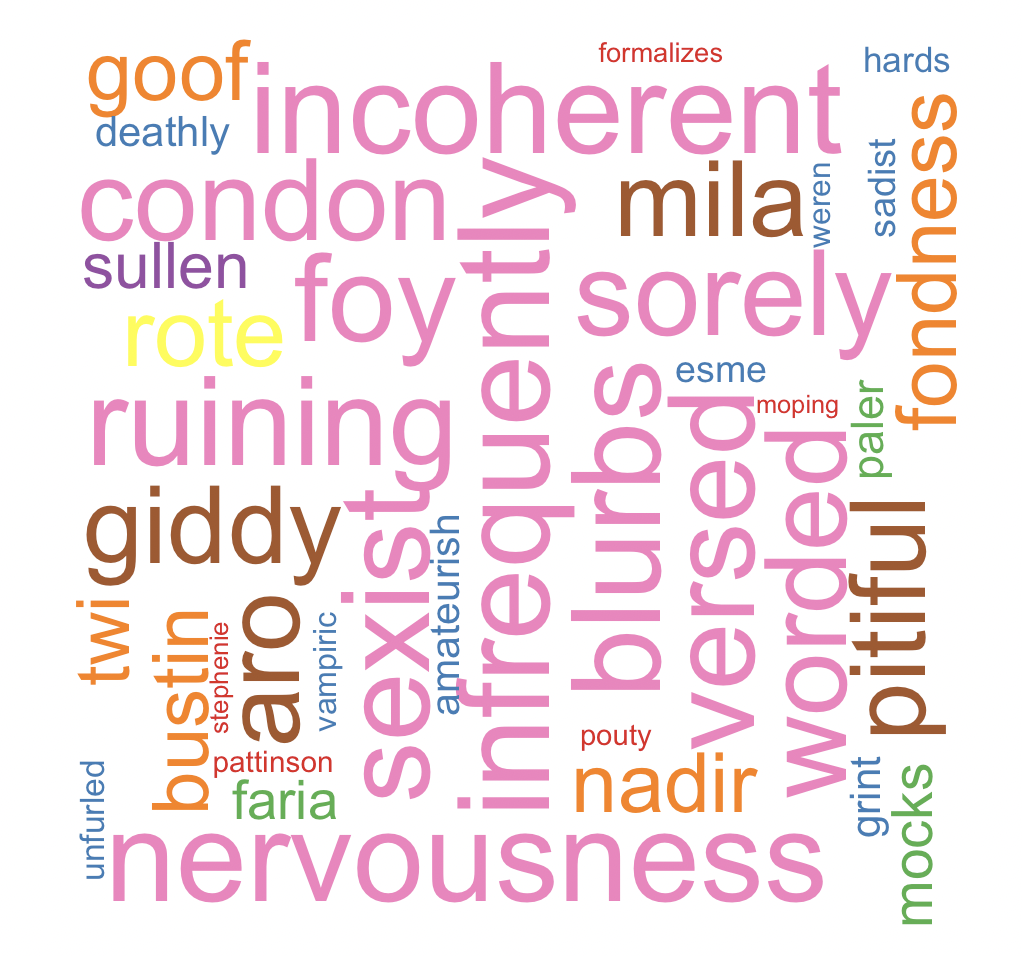 goof
incoherent
formalizes
hards
deathly
condon
mila
weren
sadist
fondness
sullen
foy
infrequently
sorely
rote
esme
ruining
blurbs
versed
moping
paler
worded
giddy
sexist
amateurish
pitiful
twi
bustin
stephenie
aro
vampiric
pattinson
pouty
faria
nadir
grint
mocks
unfurled
nervousness